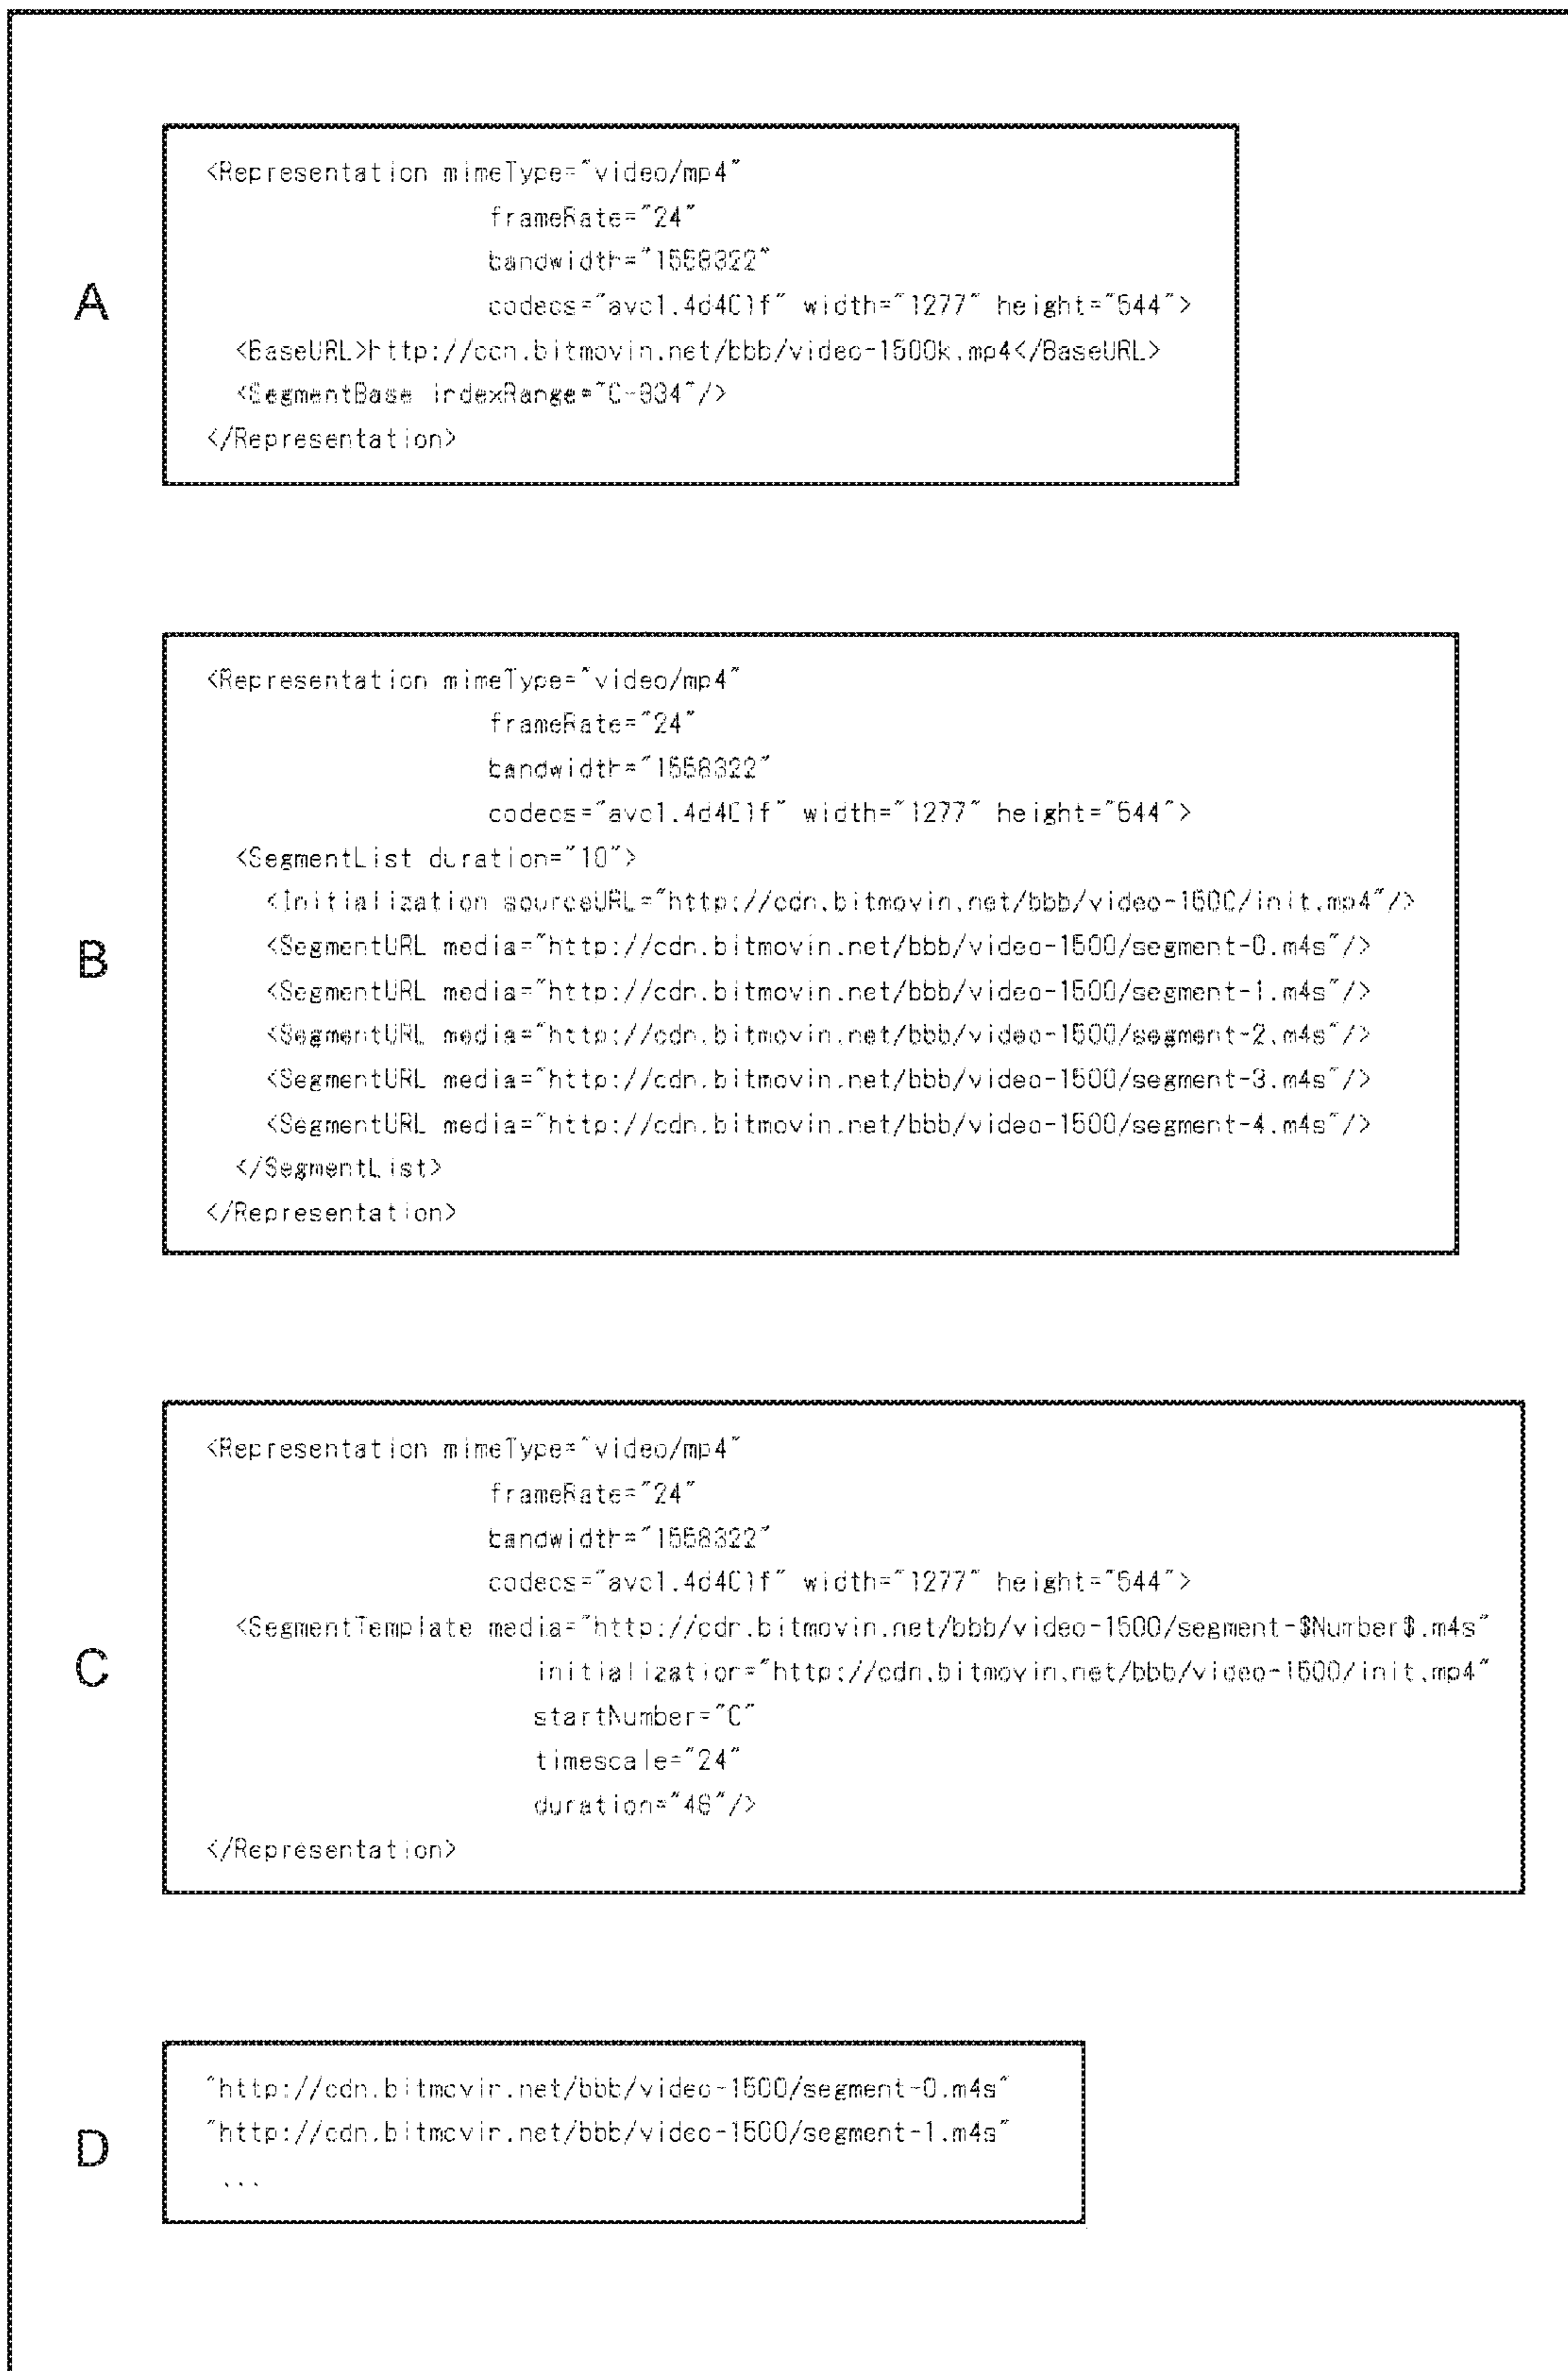 A
<Representation mimeType="video/mp4"
frameRate="24"
bandwidth="1558322"
codecs="avc1.4d401f" width="1277" height="544">
<BaseURL>http://cdn.bitmovin.net/bbb/video-1500k.mp4</BaseURL>
<SegmentBase indexRange="0-834"/>
</Representation>
B
<Representation mimeType="video/mp4"
frameRate="24"
bandwidth="1558322"
codecs="avc1.4d401f" width="1277" height="544">
<SegmentList duration="10">
<Initialization sourceURL="http://cdn.bitmovin.net/bbb/video-1500/init.mp4"/>
<SegmentURL media="http://cdn.bitmovin.net/bbb/video-1500/segment-0.m4s"/>
<SegmentURL media="http://cdn.bitmovin.net/bbb/video-1500/segment-1.m4s"/>
<SegmentURL media="http://cdn.bitmovin.net/bbb/video-1500/segment-2.m4s"/>
<SegmentURL media="http://cdn.bitmovin.net/bbb/video-1500/segment-3.m4s"/>
<SegmentURL media="http://cdn.bitmovin.net/bbb/video-1500/segment-4.m4s"/>
</SegmentList>
</Representation>
C
<Representation mimeType="video/mp4"
frameRate="24"
bandwidth="1558322"
codecs="avc1.4d401f" width="1277" height="544">
<SegmentTemplate media="http://cdn.bitmovin.net/bbb/video-1500/segment-$Number$.m4s"
initialization="http://cdn.bitmovin.net/bbb/video-1500/init.mp4"
startNumber="0"
timescale="24"
duration="48"/>
</Representation>
D
"http://cdn.bitmovin.net/bbb/video-1500/segment-0.m4s"
"http://cdn.bitmovin.net/bbb/video-1500/segment-1.m4s"
...